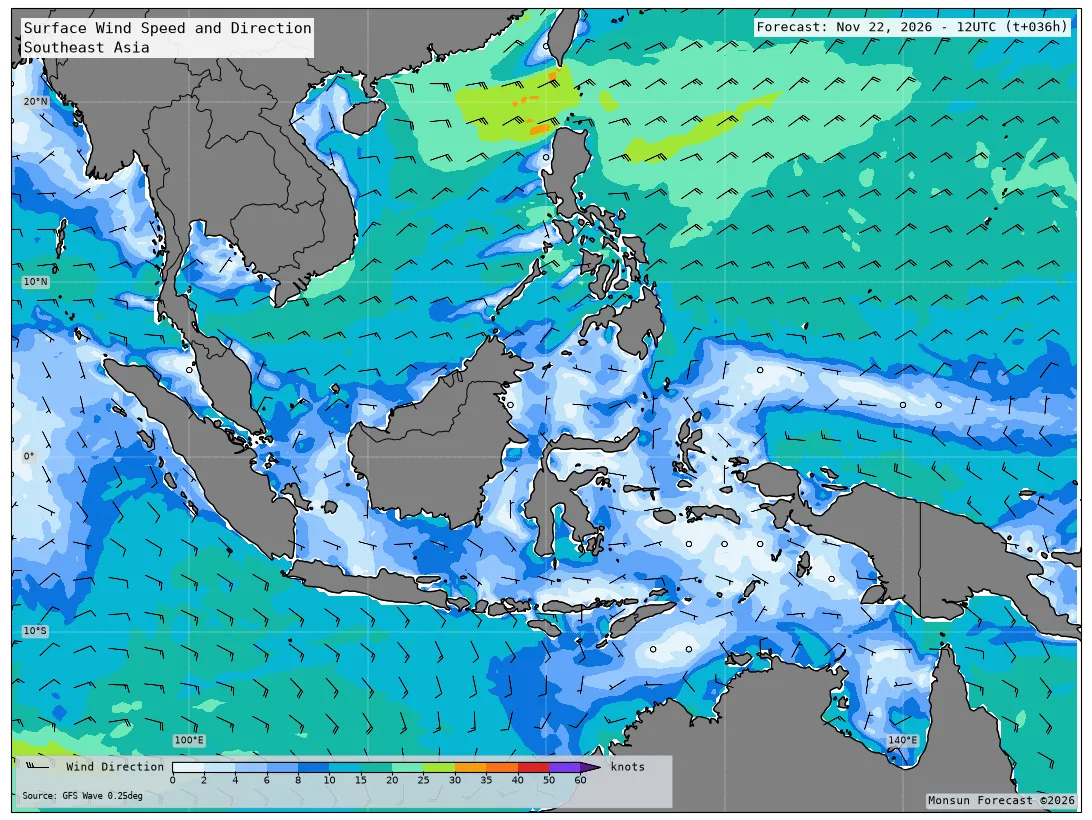 Surface Wind Speed and Direction
Southeast Asia
Forecast: Nov 22, 2026 - 12UTC (t+036h)
20°N
10°N
0°
10°S
100°E
140°E
Wind Direction
knots
0 2 4 6 8 10 15 20 25 30 35 40 50 60
Source: GFS Wave 0.25deg
Monsun Forecast ©2026